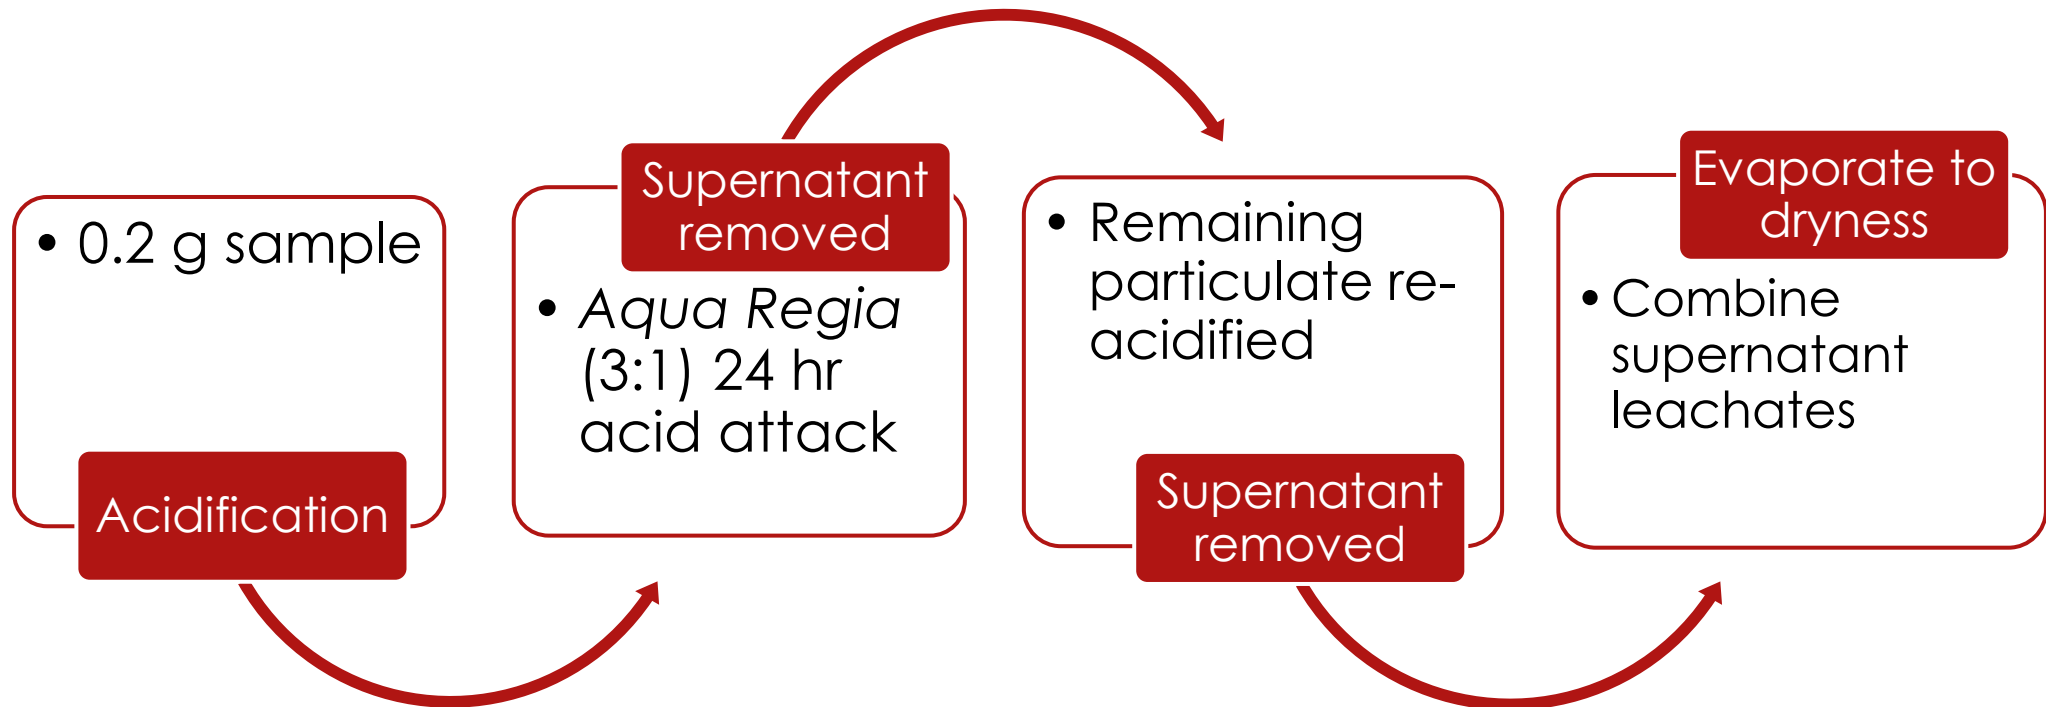 • 0.2 g sample
Acidification
Supernatant
removed
• Aqua Regia
(3:1) 24 hr
acid attack
• Remaining
particulate re-
acidified
Supernatant
removed
Evaporate to
dryness
• Combine
supernatant
leachates